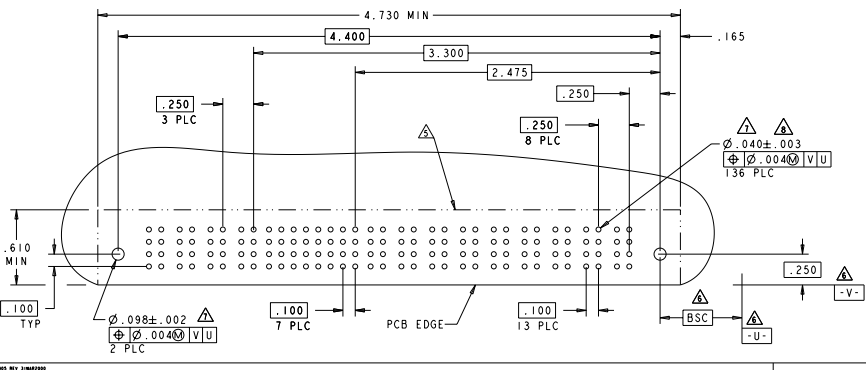 4.730 MIN
4.400
.165
3.300
2.475
.250
3 PLC
.250
.250
8 PLC
5
7 8
Ø.040±.003
⌖ Ø.004Ⓜ V U
136 PLC
.610
MIN
.100
TYP
Ø.098±.002 7
⌖ Ø.004Ⓜ V U
2 PLC
.100
7 PLC
PCB EDGE
.100
13 PLC
.250
6
-V-
6
BSC
6
-U-